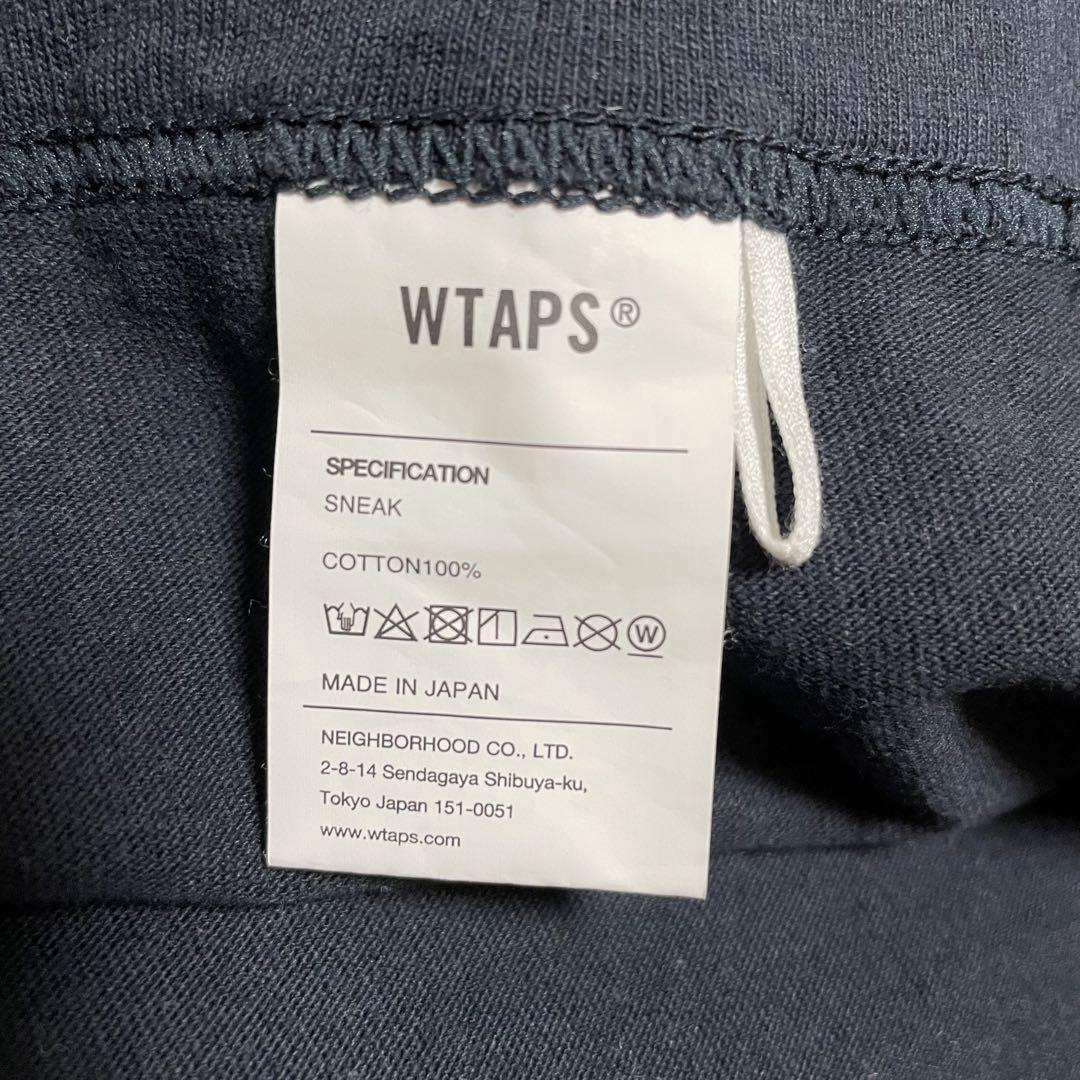 WTAPS®
SPECIFICATION
SNEAK
COTTON100%
W
MADE IN JAPAN
NEIGHBORHOOD CO., LTD.
2-8-14 Sendagaya Shibuya-ku,
Tokyo Japan 151-0051
www.wtaps.com